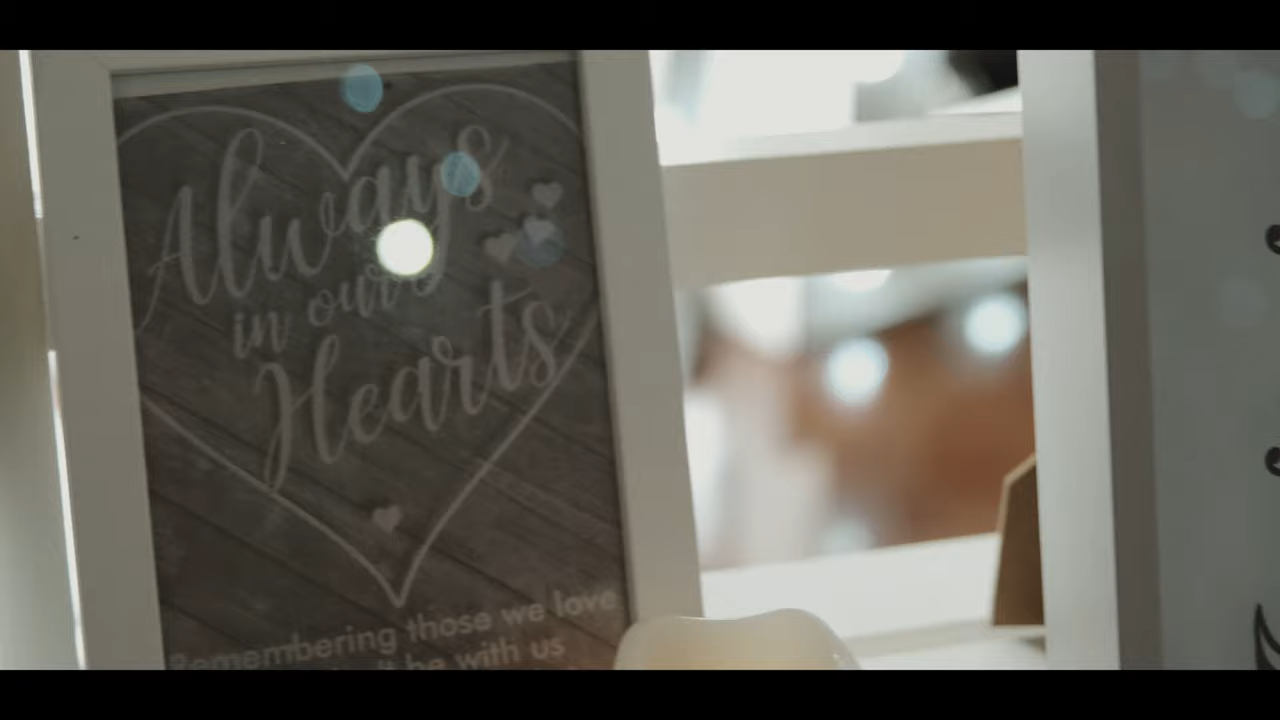 Always
in our
Hearts
Remembering those we love
be with us